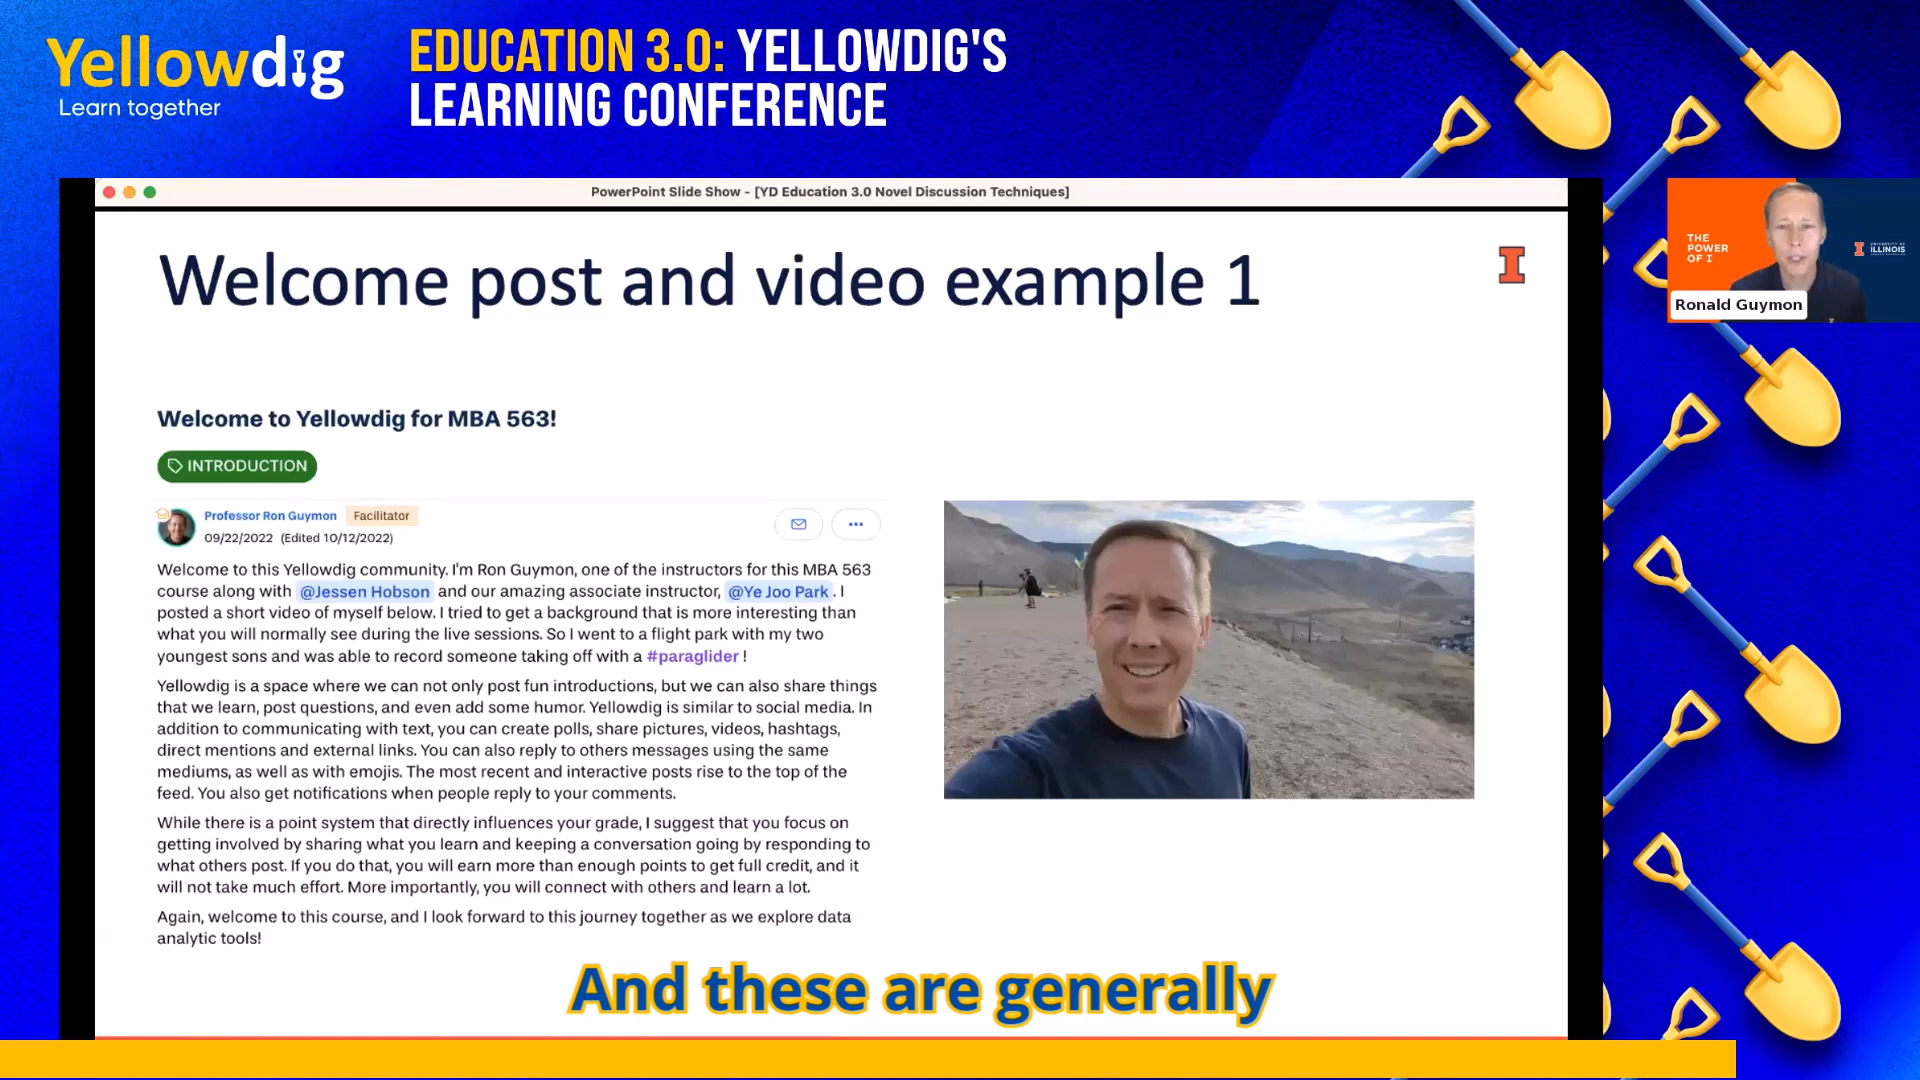 Yellowdig
Learn together
EDUCATION 3.0: YELLOWDIG'S
LEARNING CONFERENCE
PowerPoint Slide Show - [YD Education 3.0 Novel Discussion Techniques]
Welcome post and video example 1
I
Welcome to Yellowdig for MBA 563!
INTRODUCTION
Professor Ron Guymon Facilitator
09/22/2022 (Edited 10/12/2022)
Welcome to this Yellowdig community. I'm Ron Guymon, one of the instructors for this MBA 563
course along with @Jessen Hobson and our amazing associate instructor, @Ye Joo Park. I
posted a short video of myself below. I tried to get a background that is more interesting than
what you will normally see during the live sessions. So I went to a flight park with my two
youngest sons and was able to record someone taking off with a #paraglider !
Yellowdig is a space where we can not only post fun introductions, but we can also share things
that we learn, post questions, and even add some humor. Yellowdig is similar to social media. In
addition to communicating with text, you can create polls, share pictures, videos, hashtags,
direct mentions and external links. You can also reply to others messages using the same
mediums, as well as with emojis. The most recent and interactive posts rise to the top of the
feed. You also get notifications when people reply to your comments.
While there is a point system that directly influences your grade, I suggest that you focus on
getting involved by sharing what you learn and keeping a conversation going by responding to
what others post. If you do that, you will earn more than enough points to get full credit, and it
will not take much effort. More importantly, you will connect with others and learn a lot.
Again, welcome to this course, and I look forward to this journey together as we explore data
analytic tools!
THE
POWER
OF I
I ILLINOIS
Ronald Guymon
And these are generally